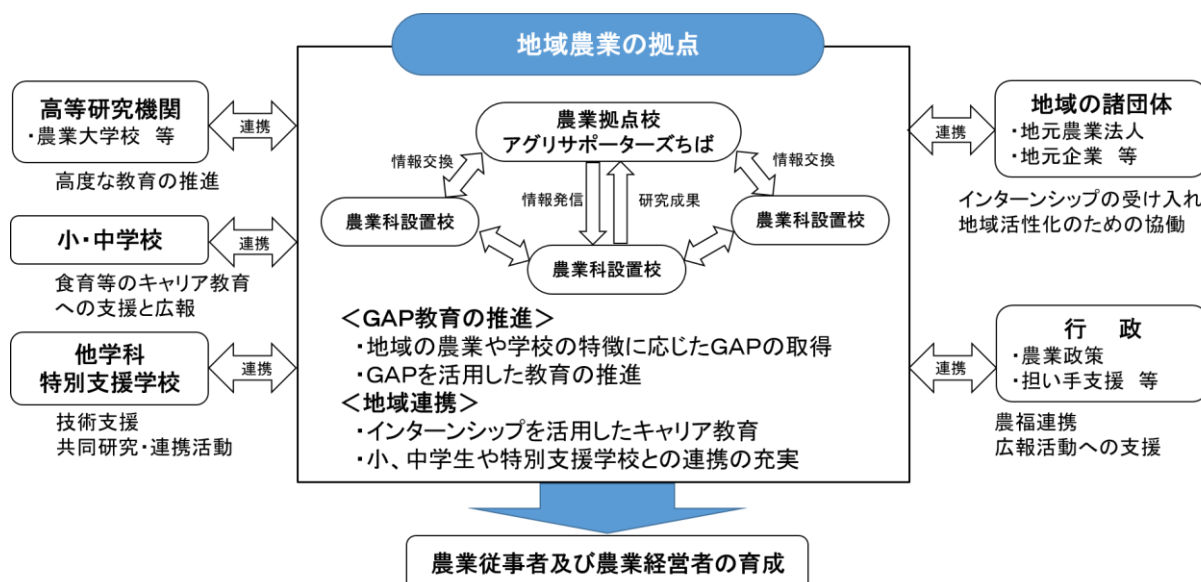 地域農業の拠点
高等研究機関
・農業大学校 等
連携
高度な教育の推進
小・中学校
連携
食育等のキャリア教育
への支援と広報
他学科
特別支援学校
連携
技術支援
共同研究・連携活動
農業拠点校
アグリサポーターズちば
情報交換
情報交換
情報発信
研究成果
農業科設置校
農業科設置校
農業科設置校
＜GAP教育の推進＞
・地域の農業や学校の特徴に応じたGAPの取得
・GAPを活用した教育の推進
＜地域連携＞
・インターンシップを活用したキャリア教育
・小、中学生や特別支援学校との連携の充実
連携
地域の諸団体
・地元農業法人
・地元企業 等
インターンシップの受け入れ
地域活性化のための協働
連携
行 政
・農業政策
・担い手支援 等
農福連携
広報活動への支援
農業従事者及び農業経営者の育成